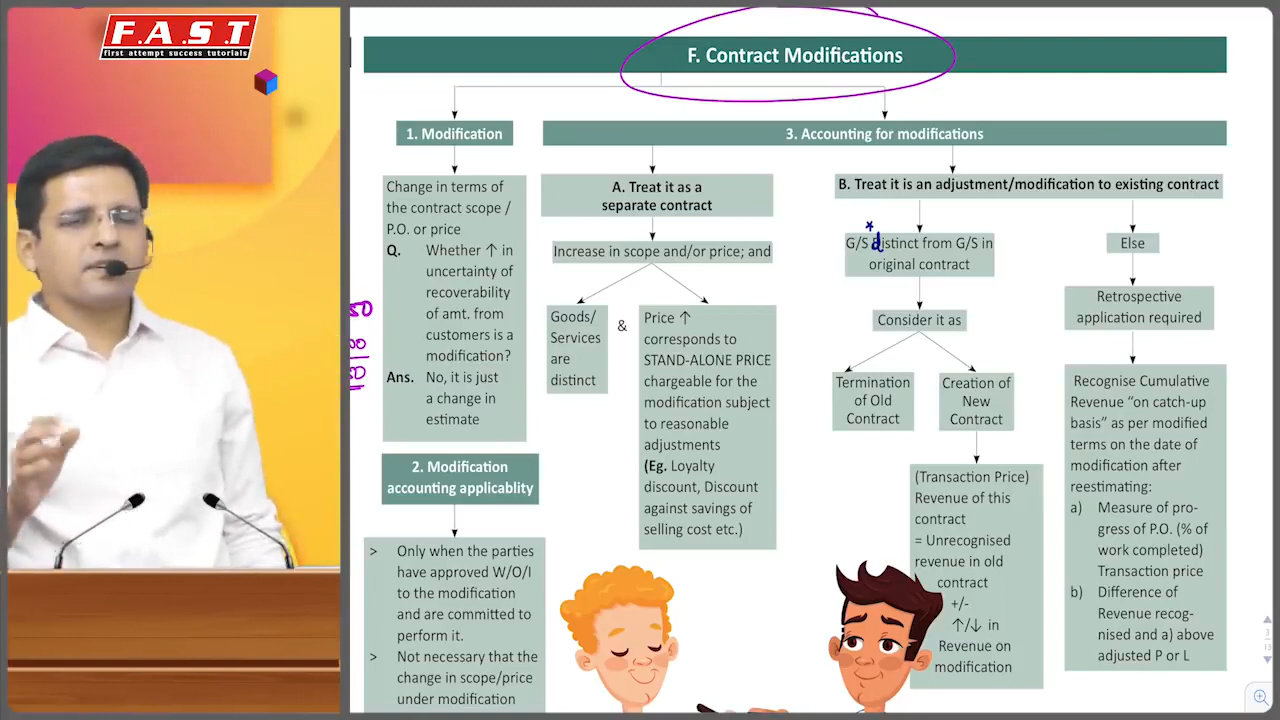 F.A.S.T
first attempt success tutorials
F. Contract Modifications
1. Modification
Change in terms of
the contract scope /
P.O. or price
Q. Whether ↑ in
uncertainty of
recoverability
of amt. from
customers is a
modification?
Ans. No, it is just
a change in
estimate
2. Modification
accounting applicablity
> Only when the parties
have approved W/O/I
to the modification
and are committed to
perform it.
> Not necessary that the
change in scope/price
under modification
3. Accounting for modifications
A. Treat it as a
separate contract
Increase in scope and/or price; and
Goods/
Services
are
distinct
&
Price ↑
corresponds to
STAND-ALONE PRICE
chargeable for the
modification subject
to reasonable
adjustments
(Eg. Loyalty
discount, Discount
against savings of
selling cost etc.)
B. Treat it is an adjustment/modification to existing contract
*
G/S distinct from G/S in
original contract
Consider it as
Termination
of Old
Contract
Creation of
New
Contract
(Transaction Price)
Revenue of this
contract
= Unrecognised
revenue in old
contract
+/-
↑/↓ in
Revenue on
modification
Else
Retrospective
application required
Recognise Cumulative
Revenue “on catch-up
basis” as per modified
terms on the date of
modification after
reestimating:
a) Measure of pro-
gress of P.O. (% of
work completed)
Transaction price
b) Difference of
Revenue recog-
nised and a) above
adjusted P or L